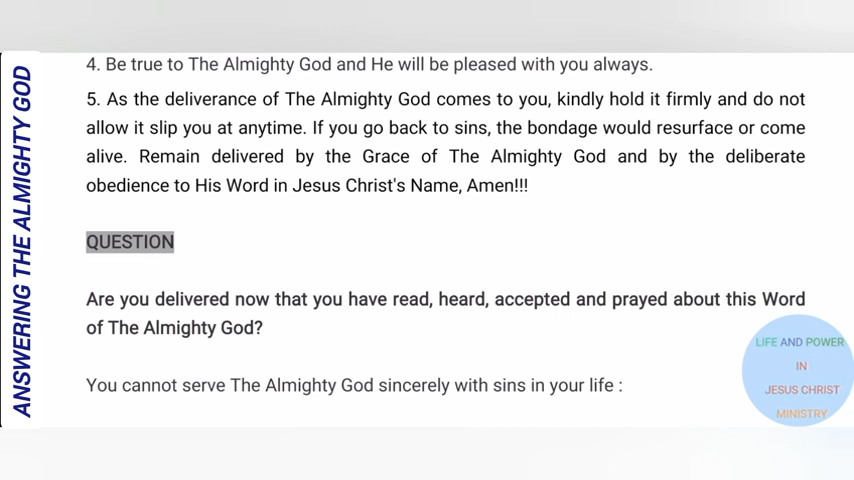 ANSWERING THE ALMIGHTY GOD
4. Be true to The Almighty God and He will be pleased with you always.
5. As the deliverance of The Almighty God comes to you, kindly hold it firmly and do not
allow it slip you at anytime. If you go back to sins, the bondage would resurface or come
alive. Remain delivered by the Grace of The Almighty God and by the deliberate
obedience to His Word in Jesus Christ's Name, Amen!!!
QUESTION
Are you delivered now that you have read, heard, accepted and prayed about this Word
of The Almighty God?
You cannot serve The Almighty God sincerely with sins in your life :
LIFE AND POWER
IN
JESUS CHRIST
MINISTRY